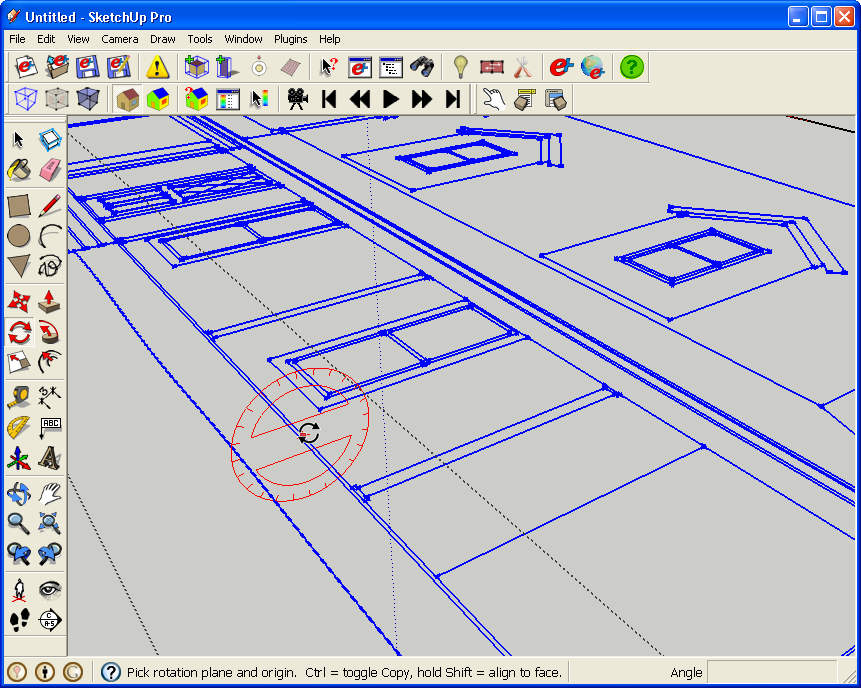 Untitled - SketchUp Pro
File Edit View Camera Draw Tools Window Plugins Help
ABC
C
A-5
Pick rotation plane and origin. Ctrl = toggle Copy, hold Shift = align to face.
Angle